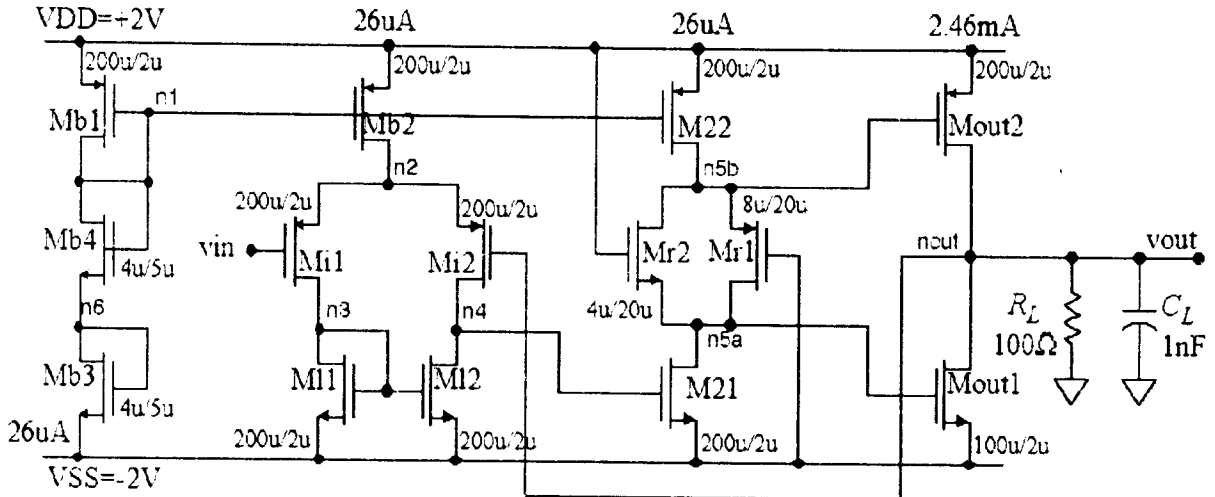 VDD=+2V 26uA 26uA 2.46mA
200u/2u 200u/2u 200u/2u 200u/2u
n1
Mb1 Mb2 M22 Mout2
n2 n5b
200u/2u 200u/2u 8u/20u
Mb4 vin Mi1 Mi2 Mr2 Mr1 nout vout
4u/5u
n6 n3 n4 4u/20u n5a
R_L 100Ω C_L 1nF
Mb3 Ml1 Ml2 M21 Mout1
4u/5u
26uA 200u/2u 200u/2u 200u/2u 100u/2u
VSS=-2V